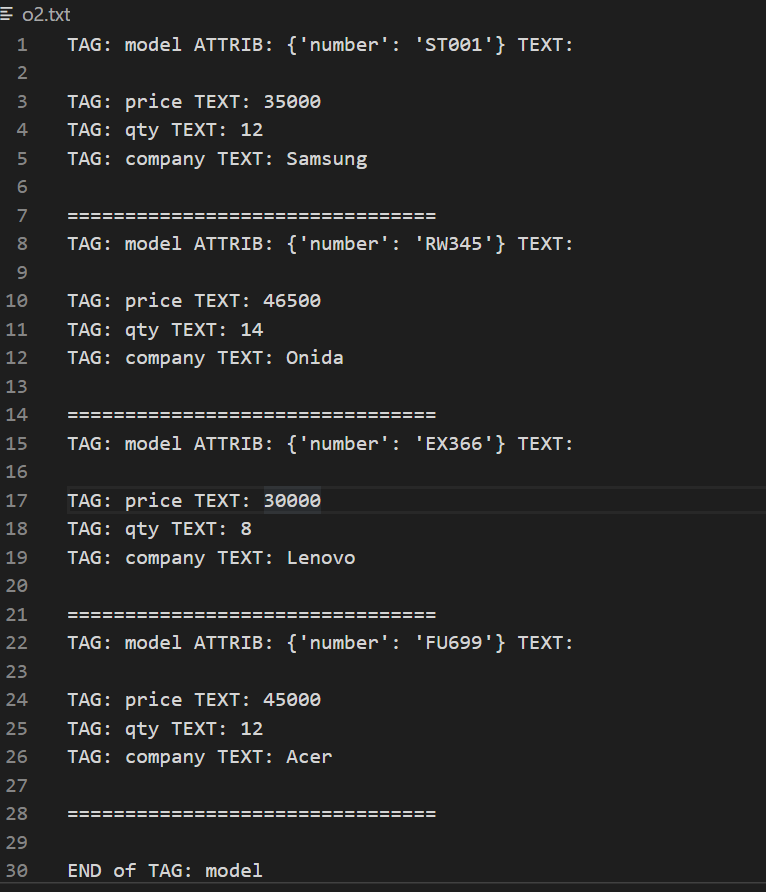 o2.txt
1 TAG: model ATTRIB: {'number': 'ST001'} TEXT:
2
3 TAG: price TEXT: 35000
4 TAG: qty TEXT: 12
5 TAG: company TEXT: Samsung
6
7 ================================
8 TAG: model ATTRIB: {'number': 'RW345'} TEXT:
9
10 TAG: price TEXT: 46500
11 TAG: qty TEXT: 14
12 TAG: company TEXT: Onida
13
14 ================================
15 TAG: model ATTRIB: {'number': 'EX366'} TEXT:
16
17 TAG: price TEXT: 30000
18 TAG: qty TEXT: 8
19 TAG: company TEXT: Lenovo
20
21 ================================
22 TAG: model ATTRIB: {'number': 'FU699'} TEXT:
23
24 TAG: price TEXT: 45000
25 TAG: qty TEXT: 12
26 TAG: company TEXT: Acer
27
28 ================================
29
30 END of TAG: model